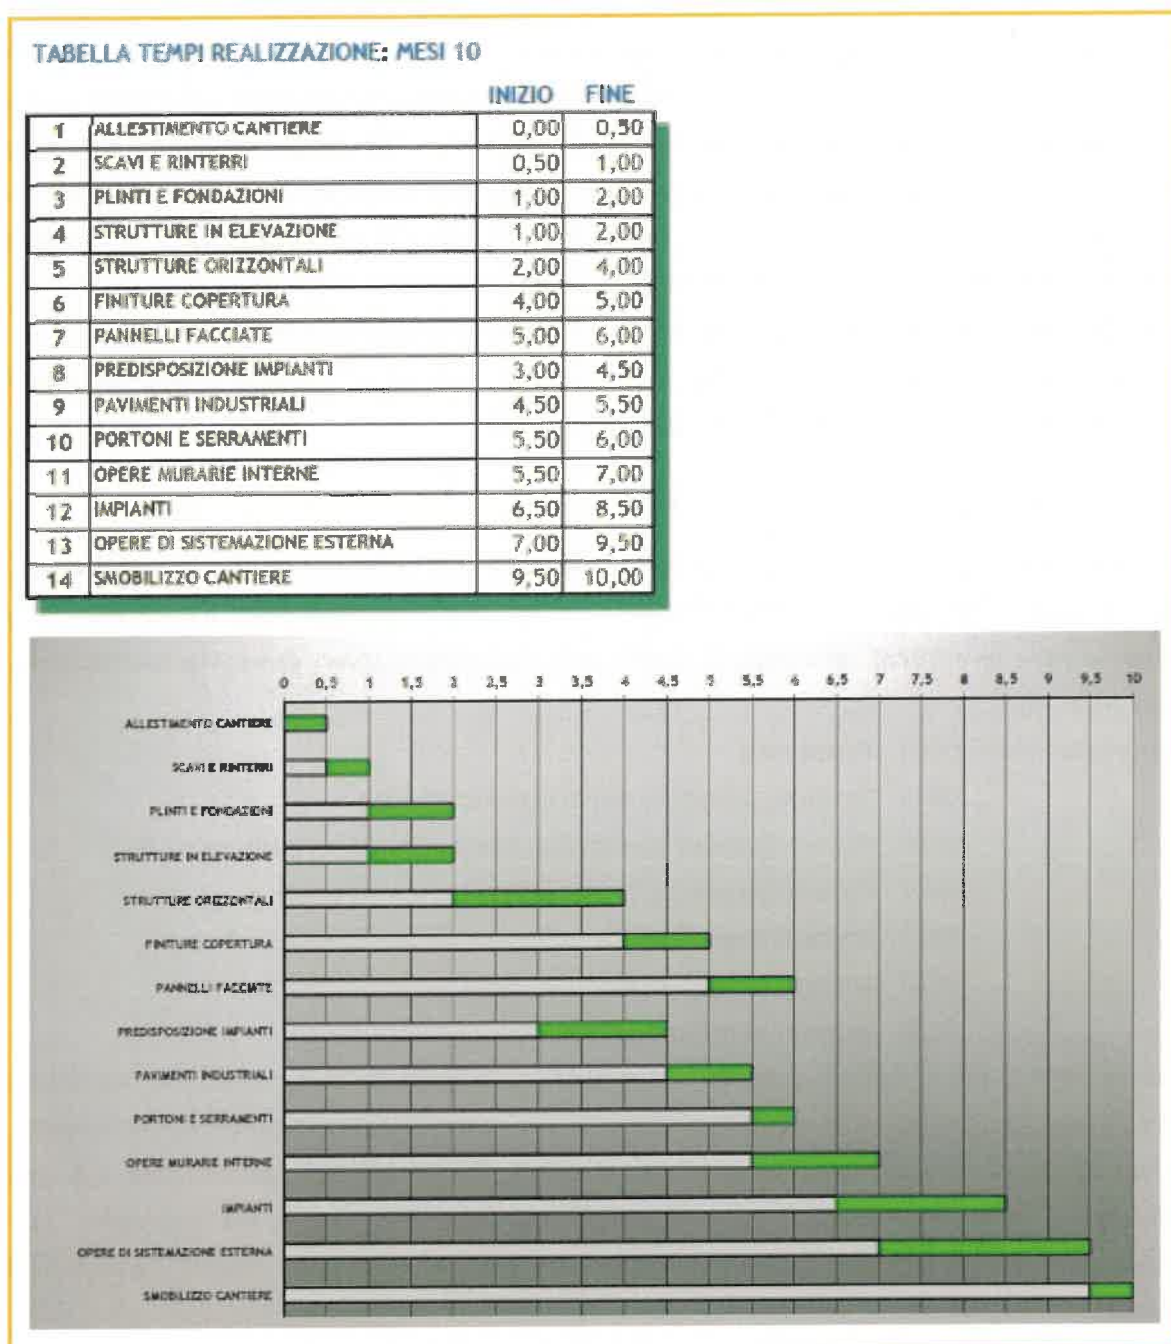 TABELLA TEMPI REALIZZAZIONE: MESI 10
INIZIO FINE
1 ALLESTIMENTO CANTIERE 0,00 0,50
2 SCAVI E RINTERRI 0,50 1,00
3 PLINTI E FONDAZIONI 1,00 2,00
4 STRUTTURE IN ELEVAZIONE 1,00 2,00
5 STRUTTURE ORIZZONTALI 2,00 4,00
6 FINITURE COPERTURA 4,00 5,00
7 PANNELLI FACCIATE 5,00 6,00
8 PREDISPOSIZIONE IMPIANTI 3,00 4,50
9 PAVIMENTI INDUSTRIALI 4,50 5,50
10 PORTONI E SERRAMENTI 5,50 6,00
11 OPERE MURARIE INTERNE 5,50 7,00
12 IMPIANTI 6,50 8,50
13 OPERE DI SISTEMAZIONE ESTERNA 7,00 9,50
14 SMOBILIZZO CANTIERE 9,50 10,00
0 0,5 1 1,5 2 2,5 3 3,5 4 4,5 5 5,5 6 6,5 7 7,5 8 8,5 9 9,5 10
ALLESTIMENTO CANTIERE
SCAVI E RINTERRI
PLINTI E FONDAZIONI
STRUTTURE IN ELEVAZIONE
STRUTTURE ORIZZONTALI
FINITURE COPERTURA
PANNELLI FACCIATE
PREDISPOSIZIONE IMPIANTI
PAVIMENTI INDUSTRIALI
PORTONI E SERRAMENTI
OPERE MURARIE INTERNE
IMPIANTI
OPERE DI SISTEMAZIONE ESTERNA
SMOBILIZZO CANTIERE